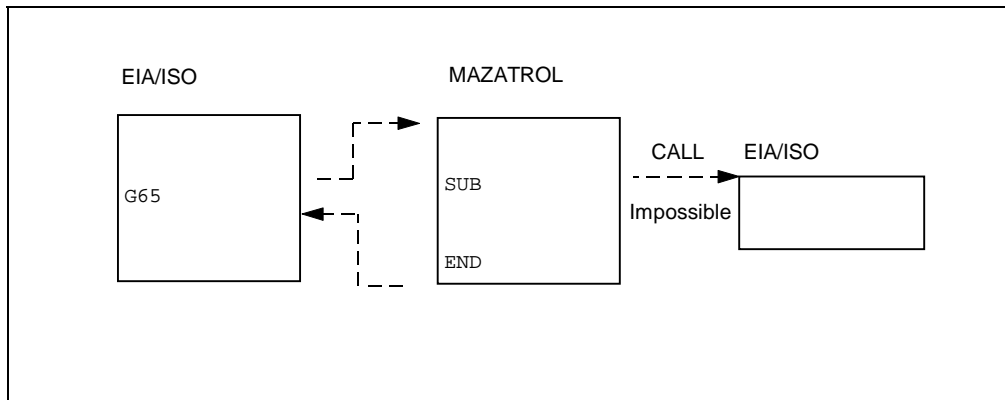 EIA/ISO
MAZATROL
G65
SUB
END
CALL
EIA/ISO
Impossible